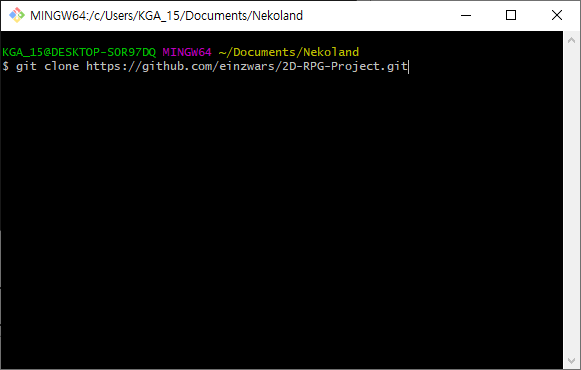 MINGW64:/c/Users/KGA_15/Documents/Nekoland
KGA_15@DESKTOP-SOR97DQ MINGW64 ~/Documents/Nekoland
$ git clone https://github.com/einzwars/2D-RPG-Project.git